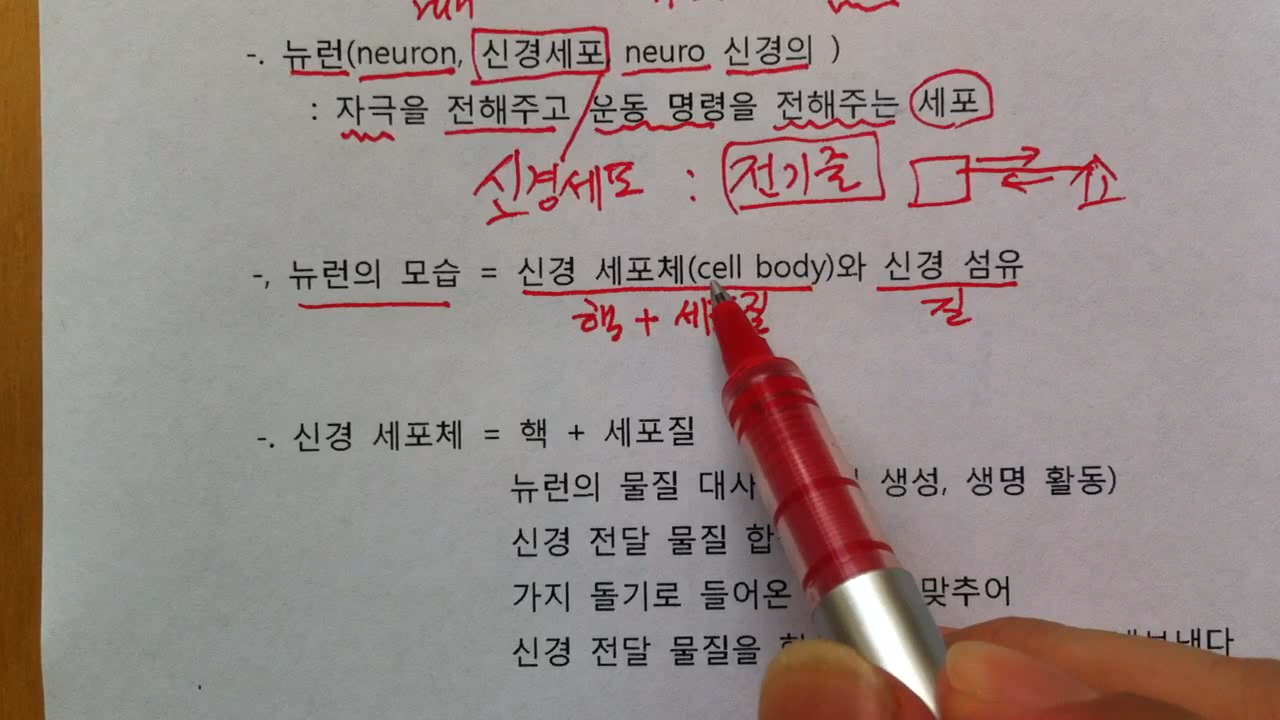 -. 뉴런(neuron, 신경세포, neuro 신경의 )
: 자극을 전해주고 운동 명령을 전해주는 세포
신경세포 : 전기줄
-, 뉴런의 모습 = 신경 세포체(cell body)와 신경 섬유
핵 + 세포질 질
-. 신경 세포체 = 핵 + 세포질
뉴런의 물질 대사 생성, 생명 활동)
신경 전달 물질
가지 돌기로 들어온 맞추어
신경 전달 물질을